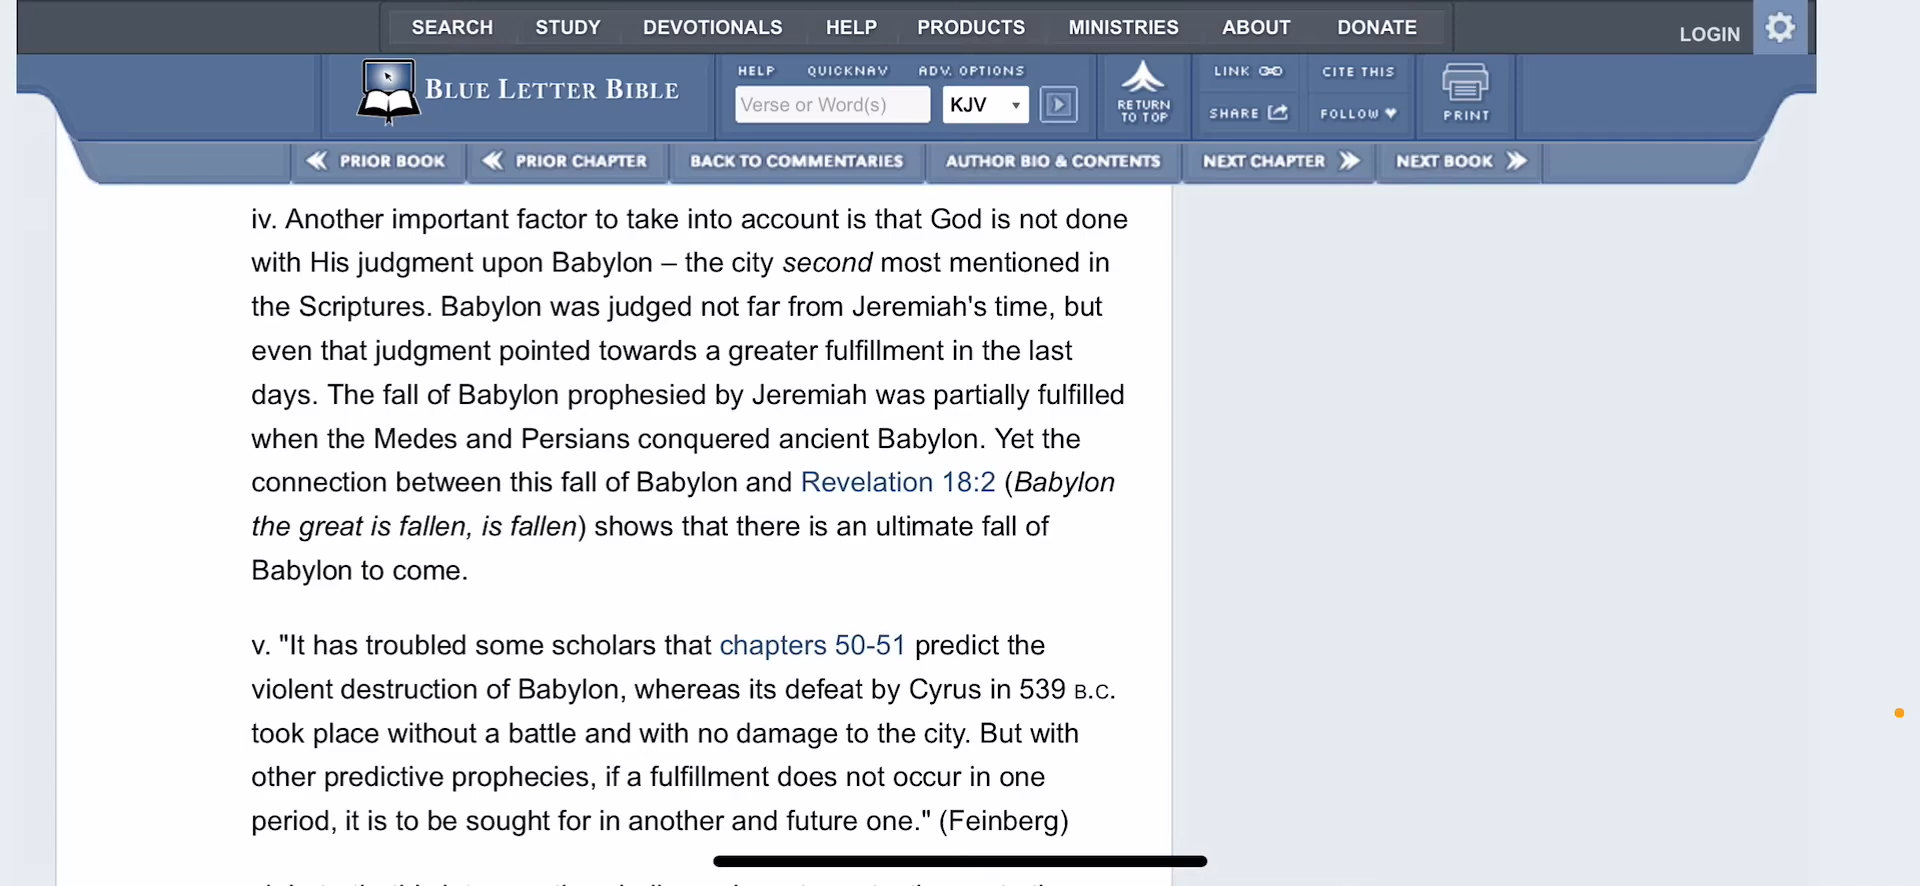 SEARCH STUDY DEVOTIONALS HELP PRODUCTS MINISTRIES ABOUT DONATE LOGIN
BLUE LETTER BIBLE
HELP QUICKNAV ADV. OPTIONS
Verse or Word(s) KJV
RETURN
TO TOP
LINK CITE THIS
SHARE FOLLOW
PRINT
PRIOR BOOK PRIOR CHAPTER BACK TO COMMENTARIES AUTHOR BIO & CONTENTS NEXT CHAPTER NEXT BOOK
iv. Another important factor to take into account is that God is not done
with His judgment upon Babylon – the city second most mentioned in
the Scriptures. Babylon was judged not far from Jeremiah's time, but
even that judgment pointed towards a greater fulfillment in the last
days. The fall of Babylon prophesied by Jeremiah was partially fulfilled
when the Medes and Persians conquered ancient Babylon. Yet the
connection between this fall of Babylon and Revelation 18:2 (Babylon
the great is fallen, is fallen) shows that there is an ultimate fall of
Babylon to come.
v. "It has troubled some scholars that chapters 50-51 predict the
violent destruction of Babylon, whereas its defeat by Cyrus in 539 B.C.
took place without a battle and with no damage to the city. But with
other predictive prophecies, if a fulfillment does not occur in one
period, it is to be sought for in another and future one." (Feinberg)